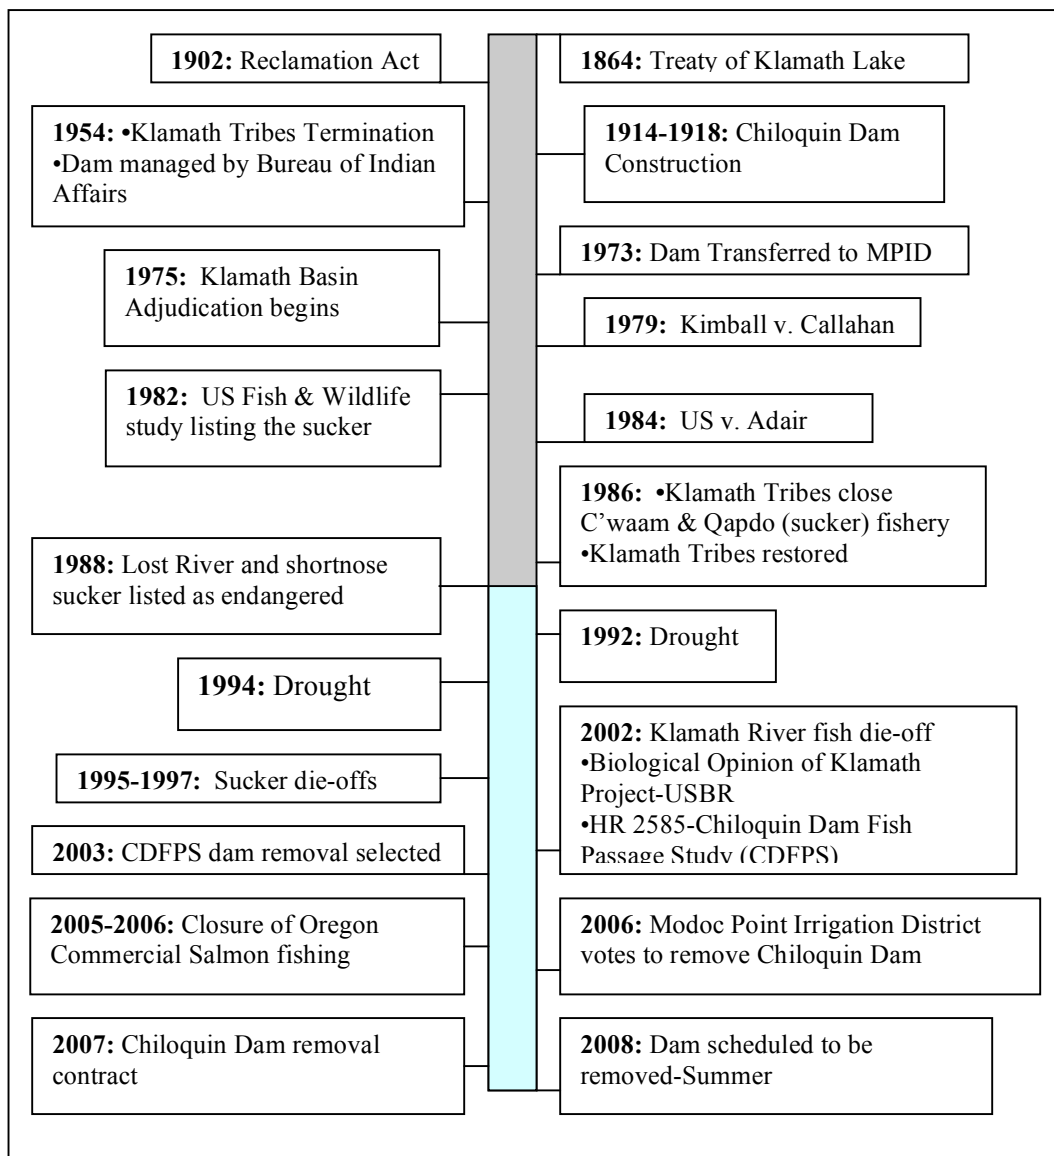 1902: Reclamation Act
1864: Treaty of Klamath Lake
1954: •Klamath Tribes Termination
•Dam managed by Bureau of Indian
Affairs
1914-1918: Chiloquin Dam
Construction
1973: Dam Transferred to MPID
1975: Klamath Basin
Adjudication begins
1979: Kimball v. Callahan
1982: US Fish & Wildlife
study listing the sucker
1984: US v. Adair
1986: •Klamath Tribes close
C’waam & Qapdo (sucker) fishery
•Klamath Tribes restored
1988: Lost River and shortnose
sucker listed as endangered
1992: Drought
1994: Drought
2002: Klamath River fish die-off
•Biological Opinion of Klamath
Project-USBR
•HR 2585-Chiloquin Dam Fish
Passage Study (CDFPS)
1995-1997: Sucker die-offs
2003: CDFPS dam removal selected
2005-2006: Closure of Oregon
Commercial Salmon fishing
2006: Modoc Point Irrigation District
votes to remove Chiloquin Dam
2007: Chiloquin Dam removal
contract
2008: Dam scheduled to be
removed-Summer